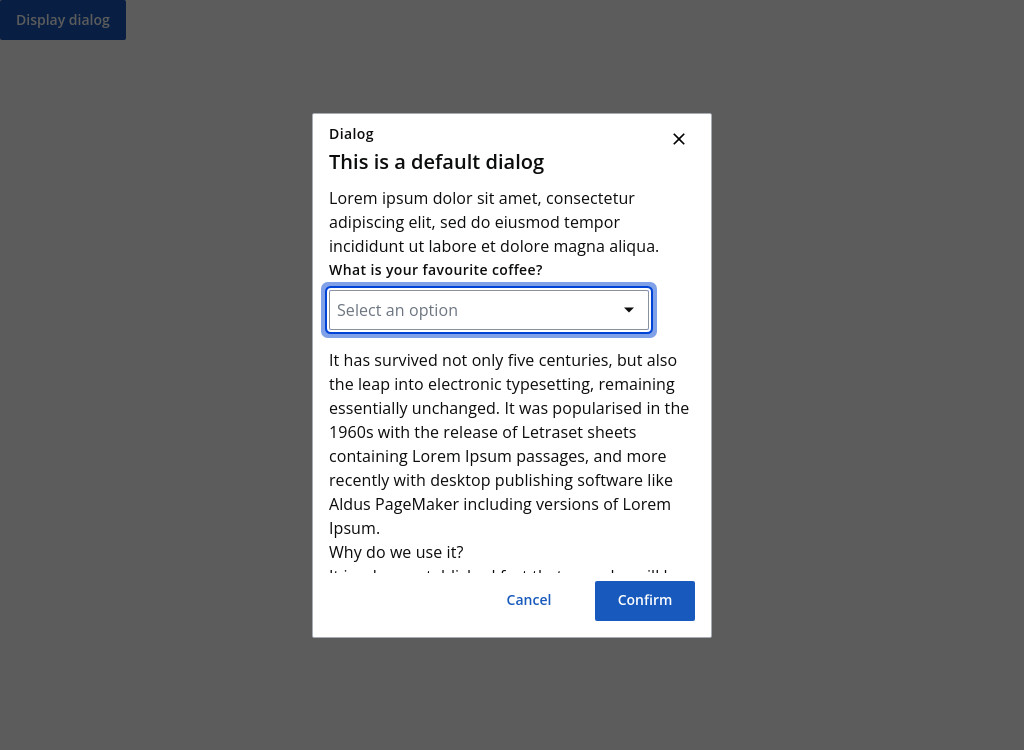 Display dialog
Dialog
This is a default dialog
Lorem ipsum dolor sit amet, consectetur
adipiscing elit, sed do eiusmod tempor
incididunt ut labore et dolore magna aliqua.
What is your favourite coffee?
Select an option
It has survived not only five centuries, but also
the leap into electronic typesetting, remaining
essentially unchanged. It was popularised in the
1960s with the release of Letraset sheets
containing Lorem Ipsum passages, and more
recently with desktop publishing software like
Aldus PageMaker including versions of Lorem
Ipsum.
Why do we use it?
Cancel
Confirm